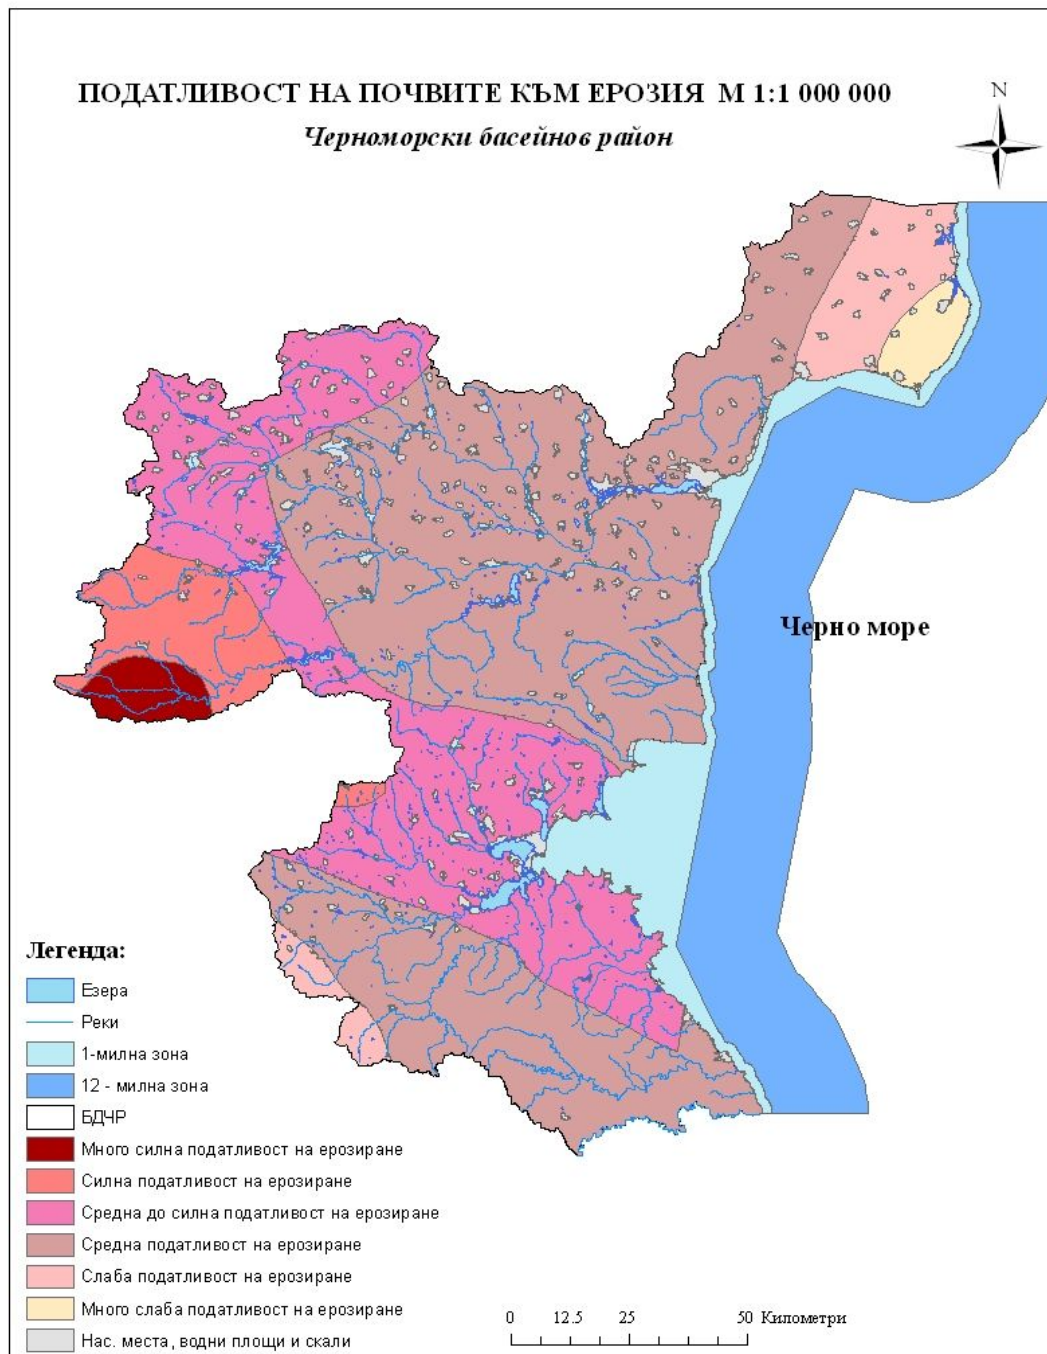 ПОДАТЛИВОСТ НА ПОЧВИТЕ КЪМ ЕРОЗИЯ М 1:1 000 000
Черноморски басейнов район
N
Черно море
Легенда:
Езера
Реки
1-милна зона
12 - милна зона
БДЧР
Много силна податливост на ерозиране
Силна податливост на ерозиране
Средна до силна податливост на ерозиране
Средна податливост на ерозиране
Слаба податливост на ерозиране
Много слаба податливост на ерозиране
Нас. места, водни площи и скали
0 12.5 25 50 Километри